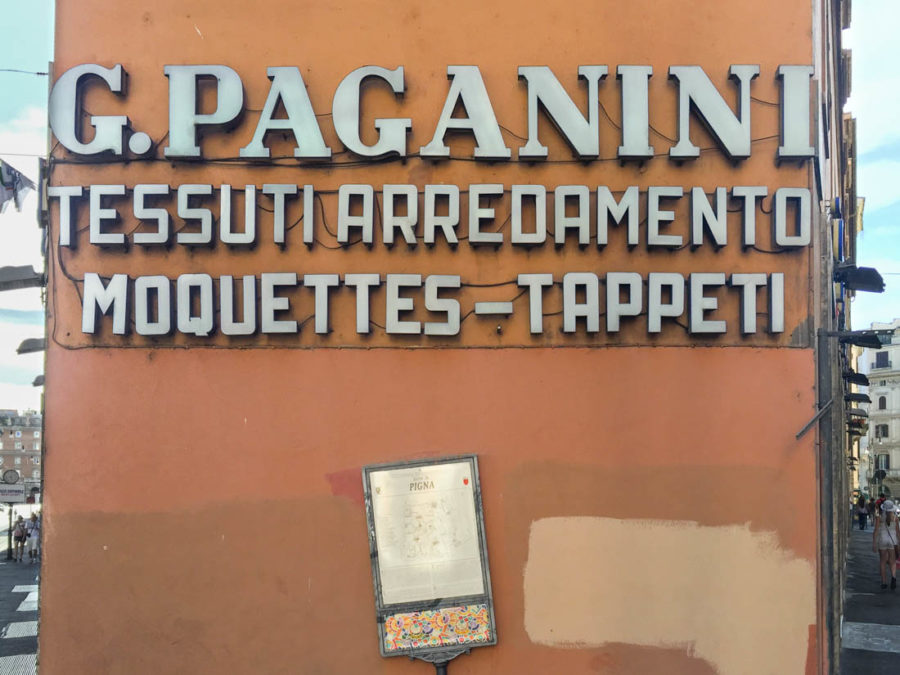 G. PAGANINI
TESSUTI ARREDAMENTO
MOQUETTES - TAPPETI
PIGNA